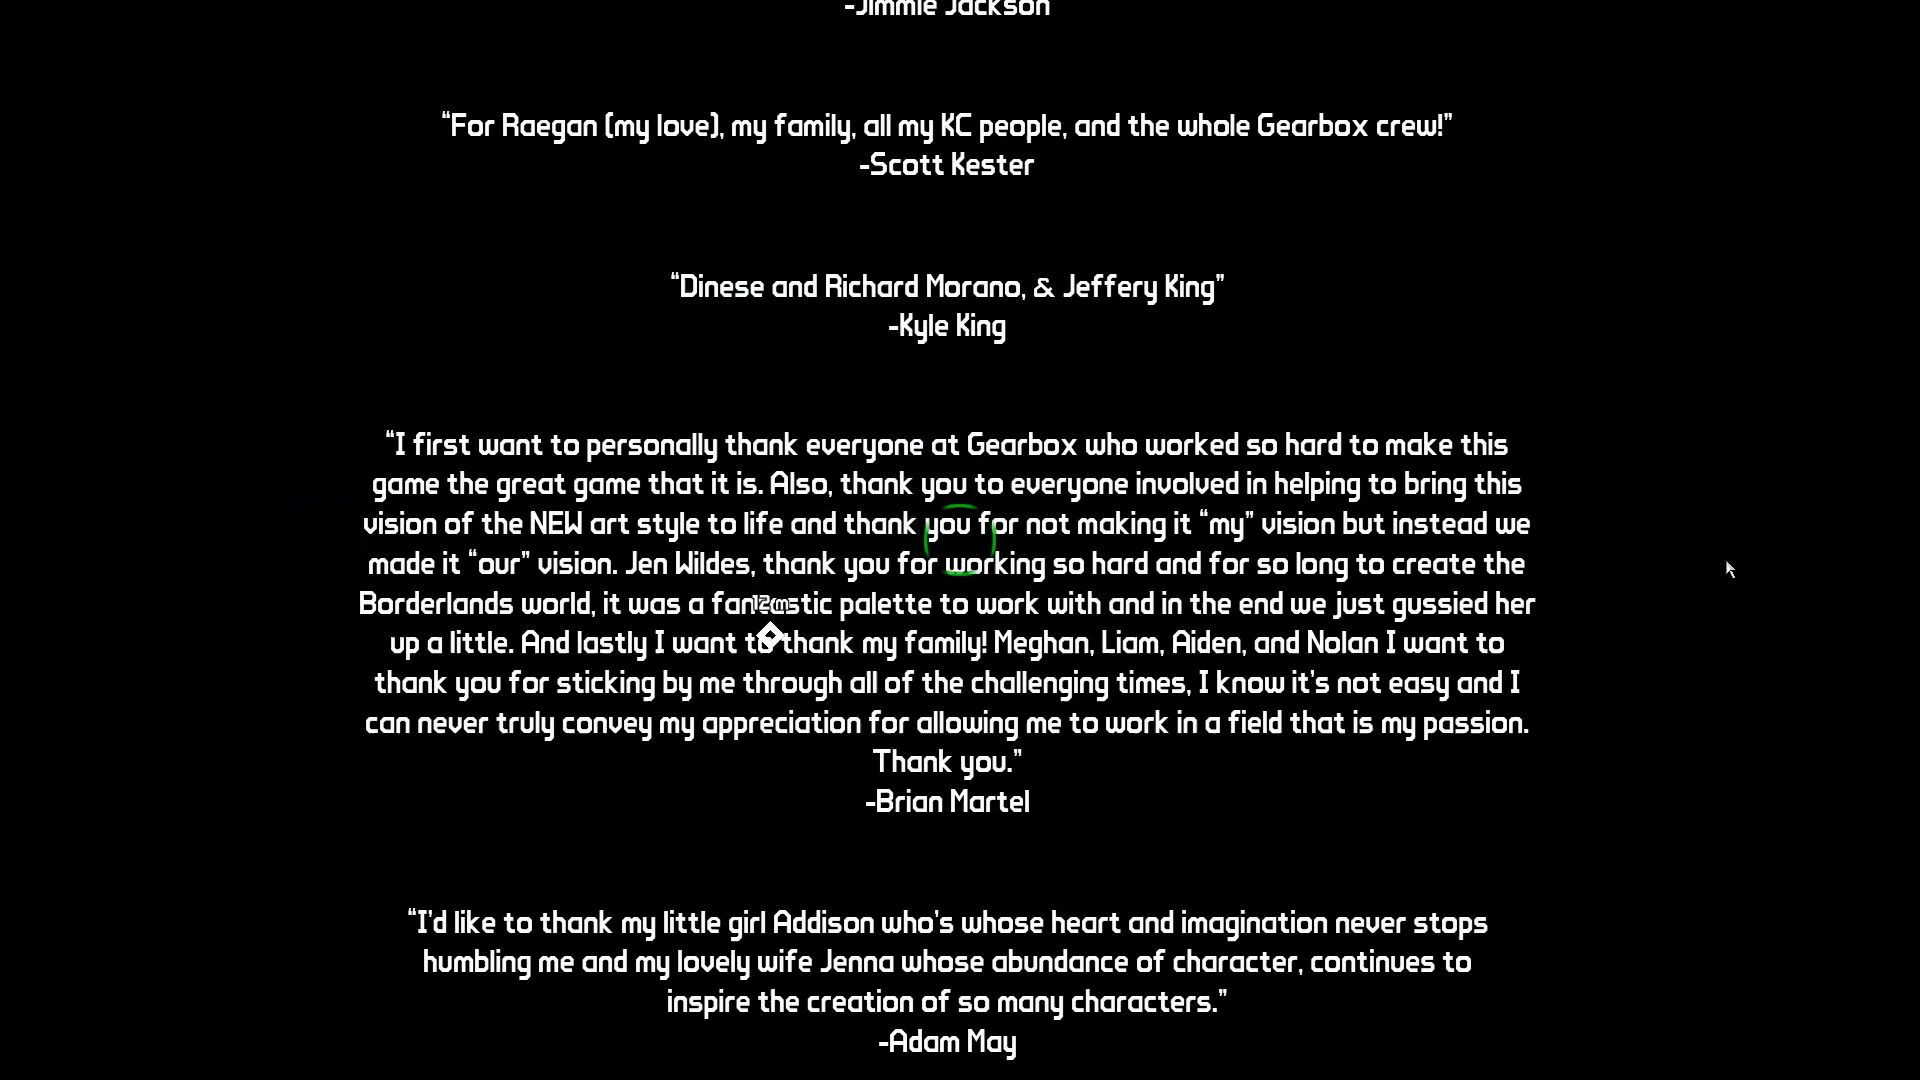 -Jimmie Jackson
“For Raegan (my love), my family, all my KC people, and the whole Gearbox crew!”
-Scott Kester
“Dinese and Richard Morano, & Jeffery King”
-Kyle King
“I first want to personally thank everyone at Gearbox who worked so hard to make this
game the great game that it is. Also, thank you to everyone involved in helping to bring this
vision of the NEW art style to life and thank you for not making it “my” vision but instead we
made it “our” vision. Jen Wildes, thank you for working so hard and for so long to create the
Borderlands world, it was a fantastic palette to work with and in the end we just gussied her
12m
up a little. And lastly I want to thank my family! Meghan, Liam, Aiden, and Nolan I want to
thank you for sticking by me through all of the challenging times, I know it’s not easy and I
can never truly convey my appreciation for allowing me to work in a field that is my passion.
Thank you.”
-Brian Martel
“I’d like to thank my little girl Addison who’s whose heart and imagination never stops
humbling me and my lovely wife Jenna whose abundance of character, continues to
inspire the creation of so many characters.”
-Adam May